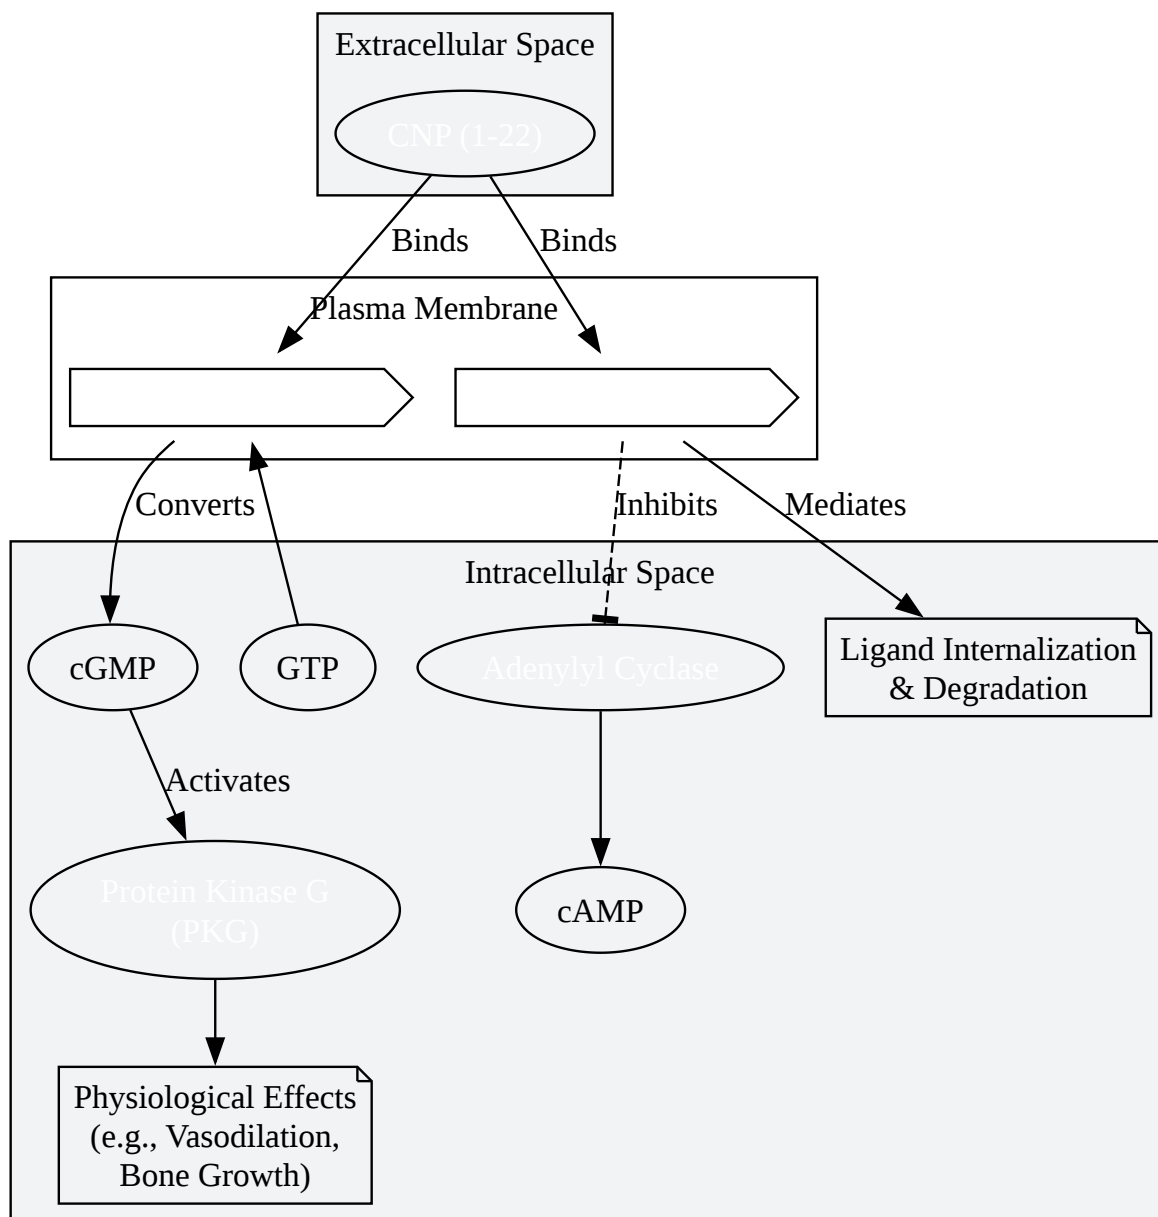 Extracellular Space
CNP (1-22)
Binds
Binds
Plasma Membrane
Converts
Inhibits
Mediates
Intracellular Space
cGMP
GTP
Adenylyl Cyclase
Ligand Internalization
& Degradation
Activates
Protein Kinase G
(PKG)
cAMP
Physiological Effects
(e.g., Vasodilation,
Bone Growth)